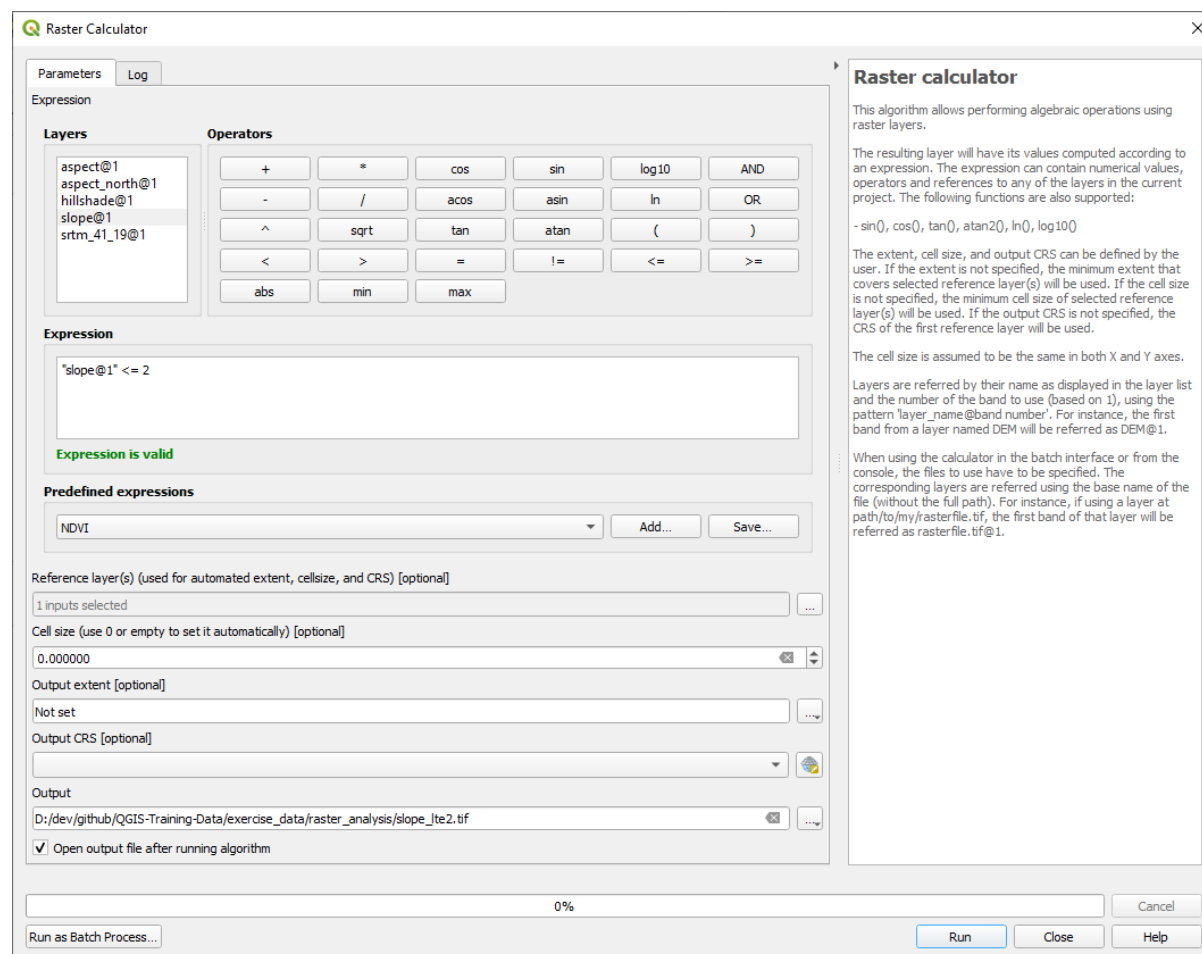 Raster Calculator
Parameters
Log
Expression
Layers
aspect@1
aspect_north@1
hillshade@1
slope@1
srtm_41_19@1
Operators
+ * cos sin log10 AND
- / acos asin ln OR
^ sqrt tan atan ( )
< > = != <= >=
abs min max
Expression
"slope@1" <= 2
Expression is valid
Predefined expressions
NDVI
Add...
Save...
Reference layer(s) (used for automated extent, cellsize, and CRS) [optional]
1 inputs selected
...
Cell size (use 0 or empty to set it automatically) [optional]
0.000000
Output extent [optional]
Not set
...
Output CRS [optional]
Output
D:/dev/github/QGIS-Training-Data/exercise_data/raster_analysis/slope_lte2.tif
...
Open output file after running algorithm
Raster calculator
This algorithm allows performing algebraic operations using
raster layers.
The resulting layer will have its values computed according to
an expression. The expression can contain numerical values,
operators and references to any of the layers in the current
project. The following functions are also supported:
- sin(), cos(), tan(), atan2(), ln(), log10()
The extent, cell size, and output CRS can be defined by the
user. If the extent is not specified, the minimum extent that
covers selected reference layer(s) will be used. If the cell size
is not specified, the minimum cell size of selected reference
layer(s) will be used. If the output CRS is not specified, the
CRS of the first reference layer will be used.
The cell size is assumed to be the same in both X and Y axes.
Layers are referred by their name as displayed in the layer list
and the number of the band to use (based on 1), using the
pattern 'layer_name@band number'. For instance, the first
band from a layer named DEM will be referred as DEM@1.
When using the calculator in the batch interface or from the
console, the files to use have to be specified. The
corresponding layers are referred using the base name of the
file (without the full path). For instance, if using a layer at
path/to/my/rasterfile.tif, the first band of that layer will be
referred as rasterfile.tif@1.
0%
Cancel
Run as Batch Process...
Run
Close
Help